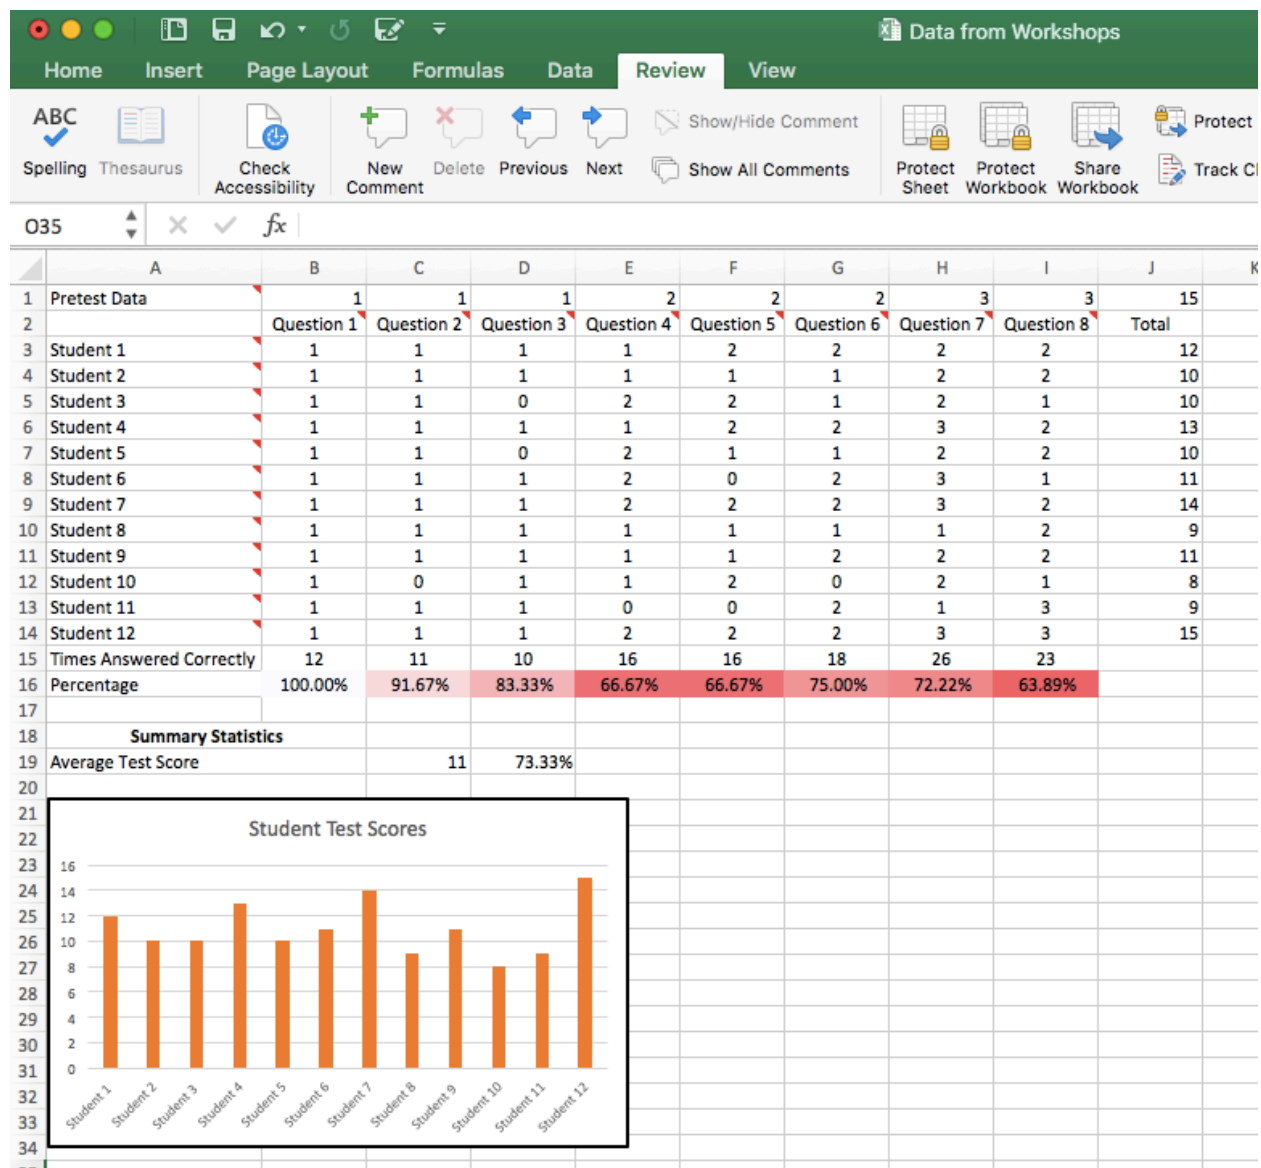 Data from Workshops
Home Insert Page Layout Formulas Data Review View
ABC
Spelling Thesaurus Check Accessibility New Comment Delete Previous Next Show/Hide Comment Show All Comments Protect Sheet Protect Workbook Share Workbook Protect Track
O35 fx
A B C D E F G H I J K
1 Pretest Data 1 1 1 2 2 2 3 3 15
2 Question 1 Question 2 Question 3 Question 4 Question 5 Question 6 Question 7 Question 8 Total
3 Student 1 1 1 1 1 2 2 2 2 12
4 Student 2 1 1 1 1 1 1 2 2 10
5 Student 3 1 1 0 2 2 1 2 1 10
6 Student 4 1 1 1 1 2 2 3 2 13
7 Student 5 1 1 0 2 1 1 2 2 10
8 Student 6 1 1 1 2 0 2 3 1 11
9 Student 7 1 1 1 2 2 2 3 2 14
10 Student 8 1 1 1 1 1 1 1 2 9
11 Student 9 1 1 1 1 1 2 2 2 11
12 Student 10 1 0 1 1 2 0 2 1 8
13 Student 11 1 1 1 0 0 2 1 3 9
14 Student 12 1 1 1 2 2 2 3 3 15
15 Times Answered Correctly 12 11 10 16 16 18 26 23
16 Percentage 100.00% 91.67% 83.33% 66.67% 66.67% 75.00% 72.22% 63.89%
17
18 Summary Statistics
19 Average Test Score 11 73.33%
20
21
22
23
24
25
26
27
28
29
30
31
32
33
34
Student Test Scores
16
14
12
10
8
6
4
2
0
Student 1 Student 2 Student 3 Student 4 Student 5 Student 6 Student 7 Student 8 Student 9 Student 10 Student 11 Student 12